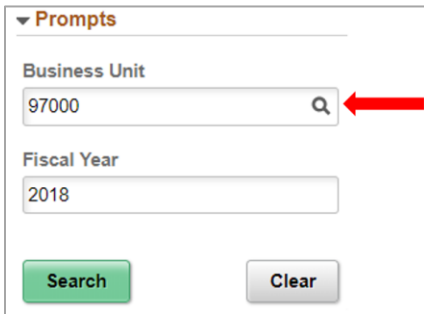 Prompts
Business Unit
97000
Fiscal Year
2018
Search Clear